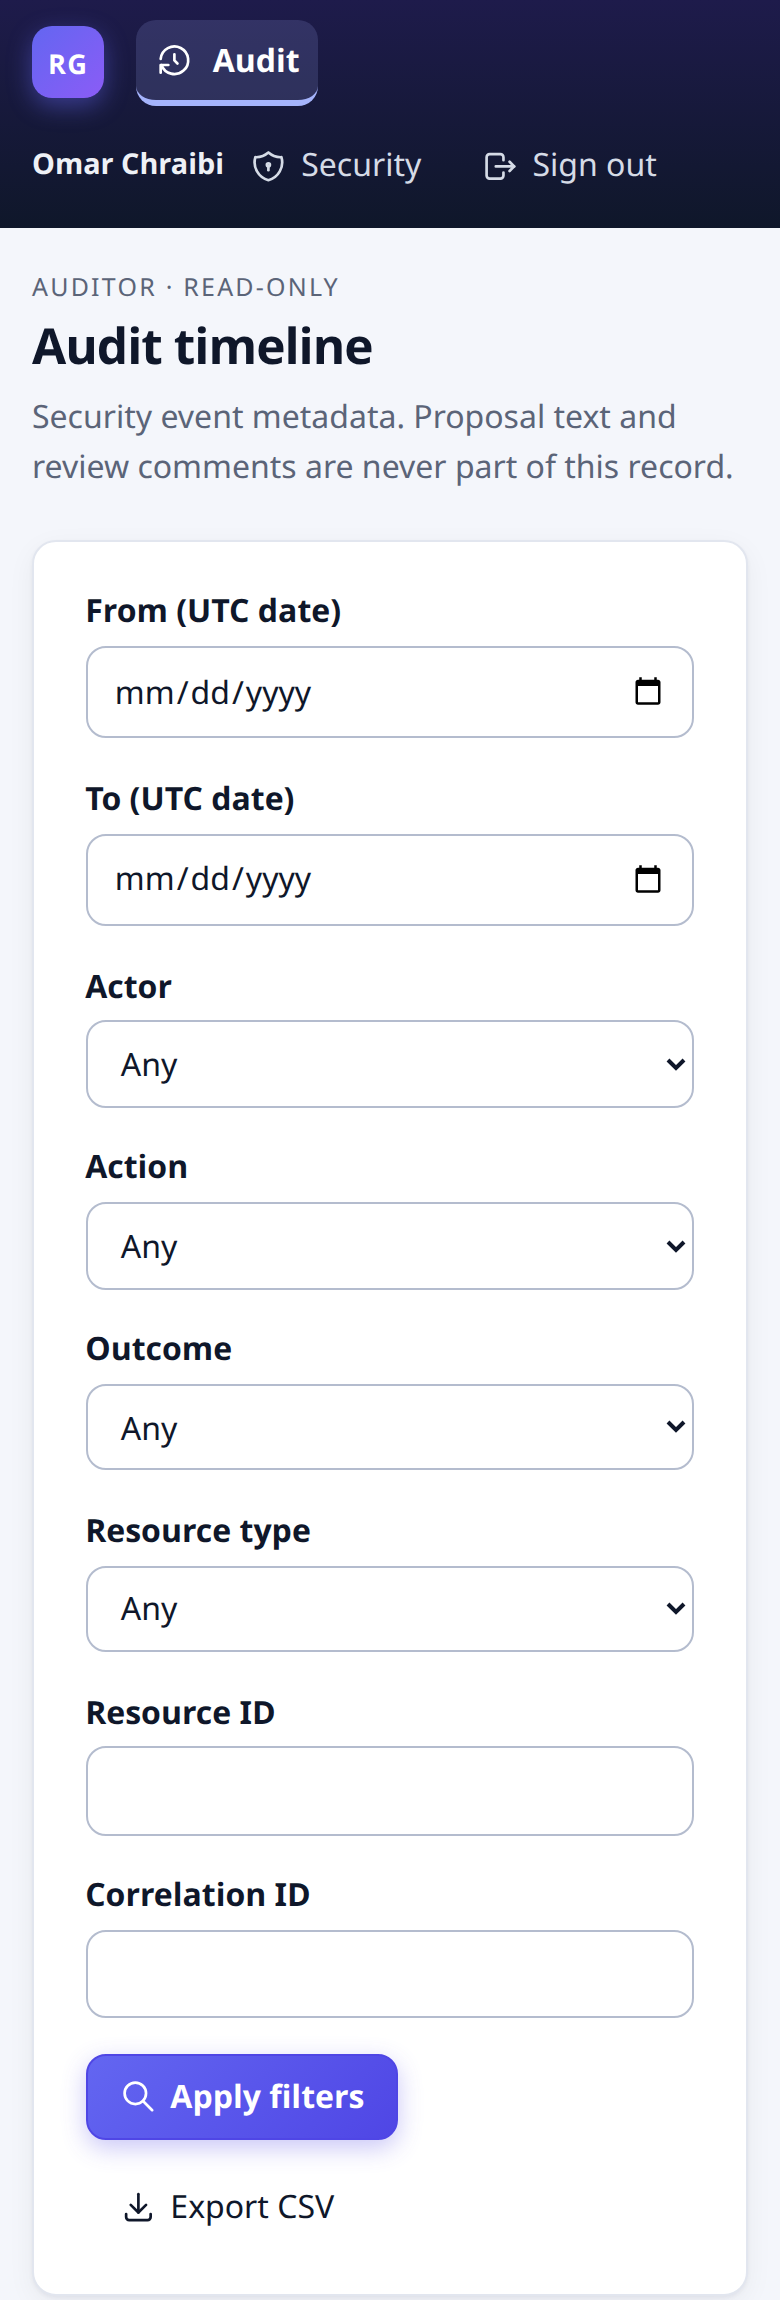 RG
Audit
Omar Chraibi
Security
Sign out
AUDITOR · READ-ONLY
Audit timeline
Security event metadata. Proposal text and
review comments are never part of this record.
From (UTC date)
mm/dd/yyyy
To (UTC date)
mm/dd/yyyy
Actor
Any
Action
Any
Outcome
Any
Resource type
Any
Resource ID
Correlation ID
Apply filters
Export CSV